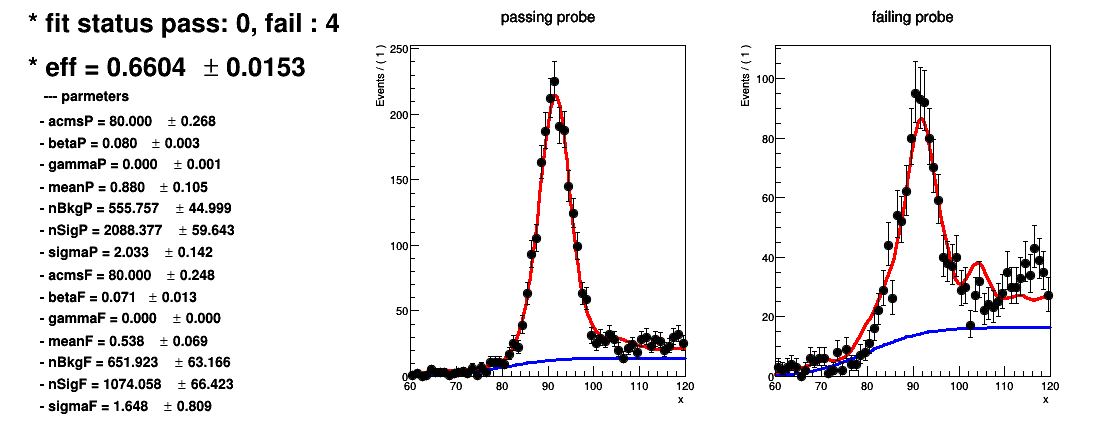 * fit status pass: 0, fail : 4
* eff = 0.6604 ± 0.0153
--- parmeters
- acmsP = 80.000 ± 0.268
- betaP = 0.080 ± 0.003
- gammaP = 0.000 ± 0.001
- meanP = 0.880 ± 0.105
- nBkgP = 555.757 ± 44.999
- nSigP = 2088.377 ± 59.643
- sigmaP = 2.033 ± 0.142
- acmsF = 80.000 ± 0.248
- betaF = 0.071 ± 0.013
- gammaF = 0.000 ± 0.000
- meanF = 0.538 ± 0.069
- nBkgF = 651.923 ± 63.166
- nSigF = 1074.058 ± 66.423
- sigmaF = 1.648 ± 0.809
passing probe
Events / ( 1 )
250
200
150
100
50
0
60 70 80 90 100 110 120
x
failing probe
Events / ( 1 )
100
80
60
40
20
0
60 70 80 90 100 110 120
x